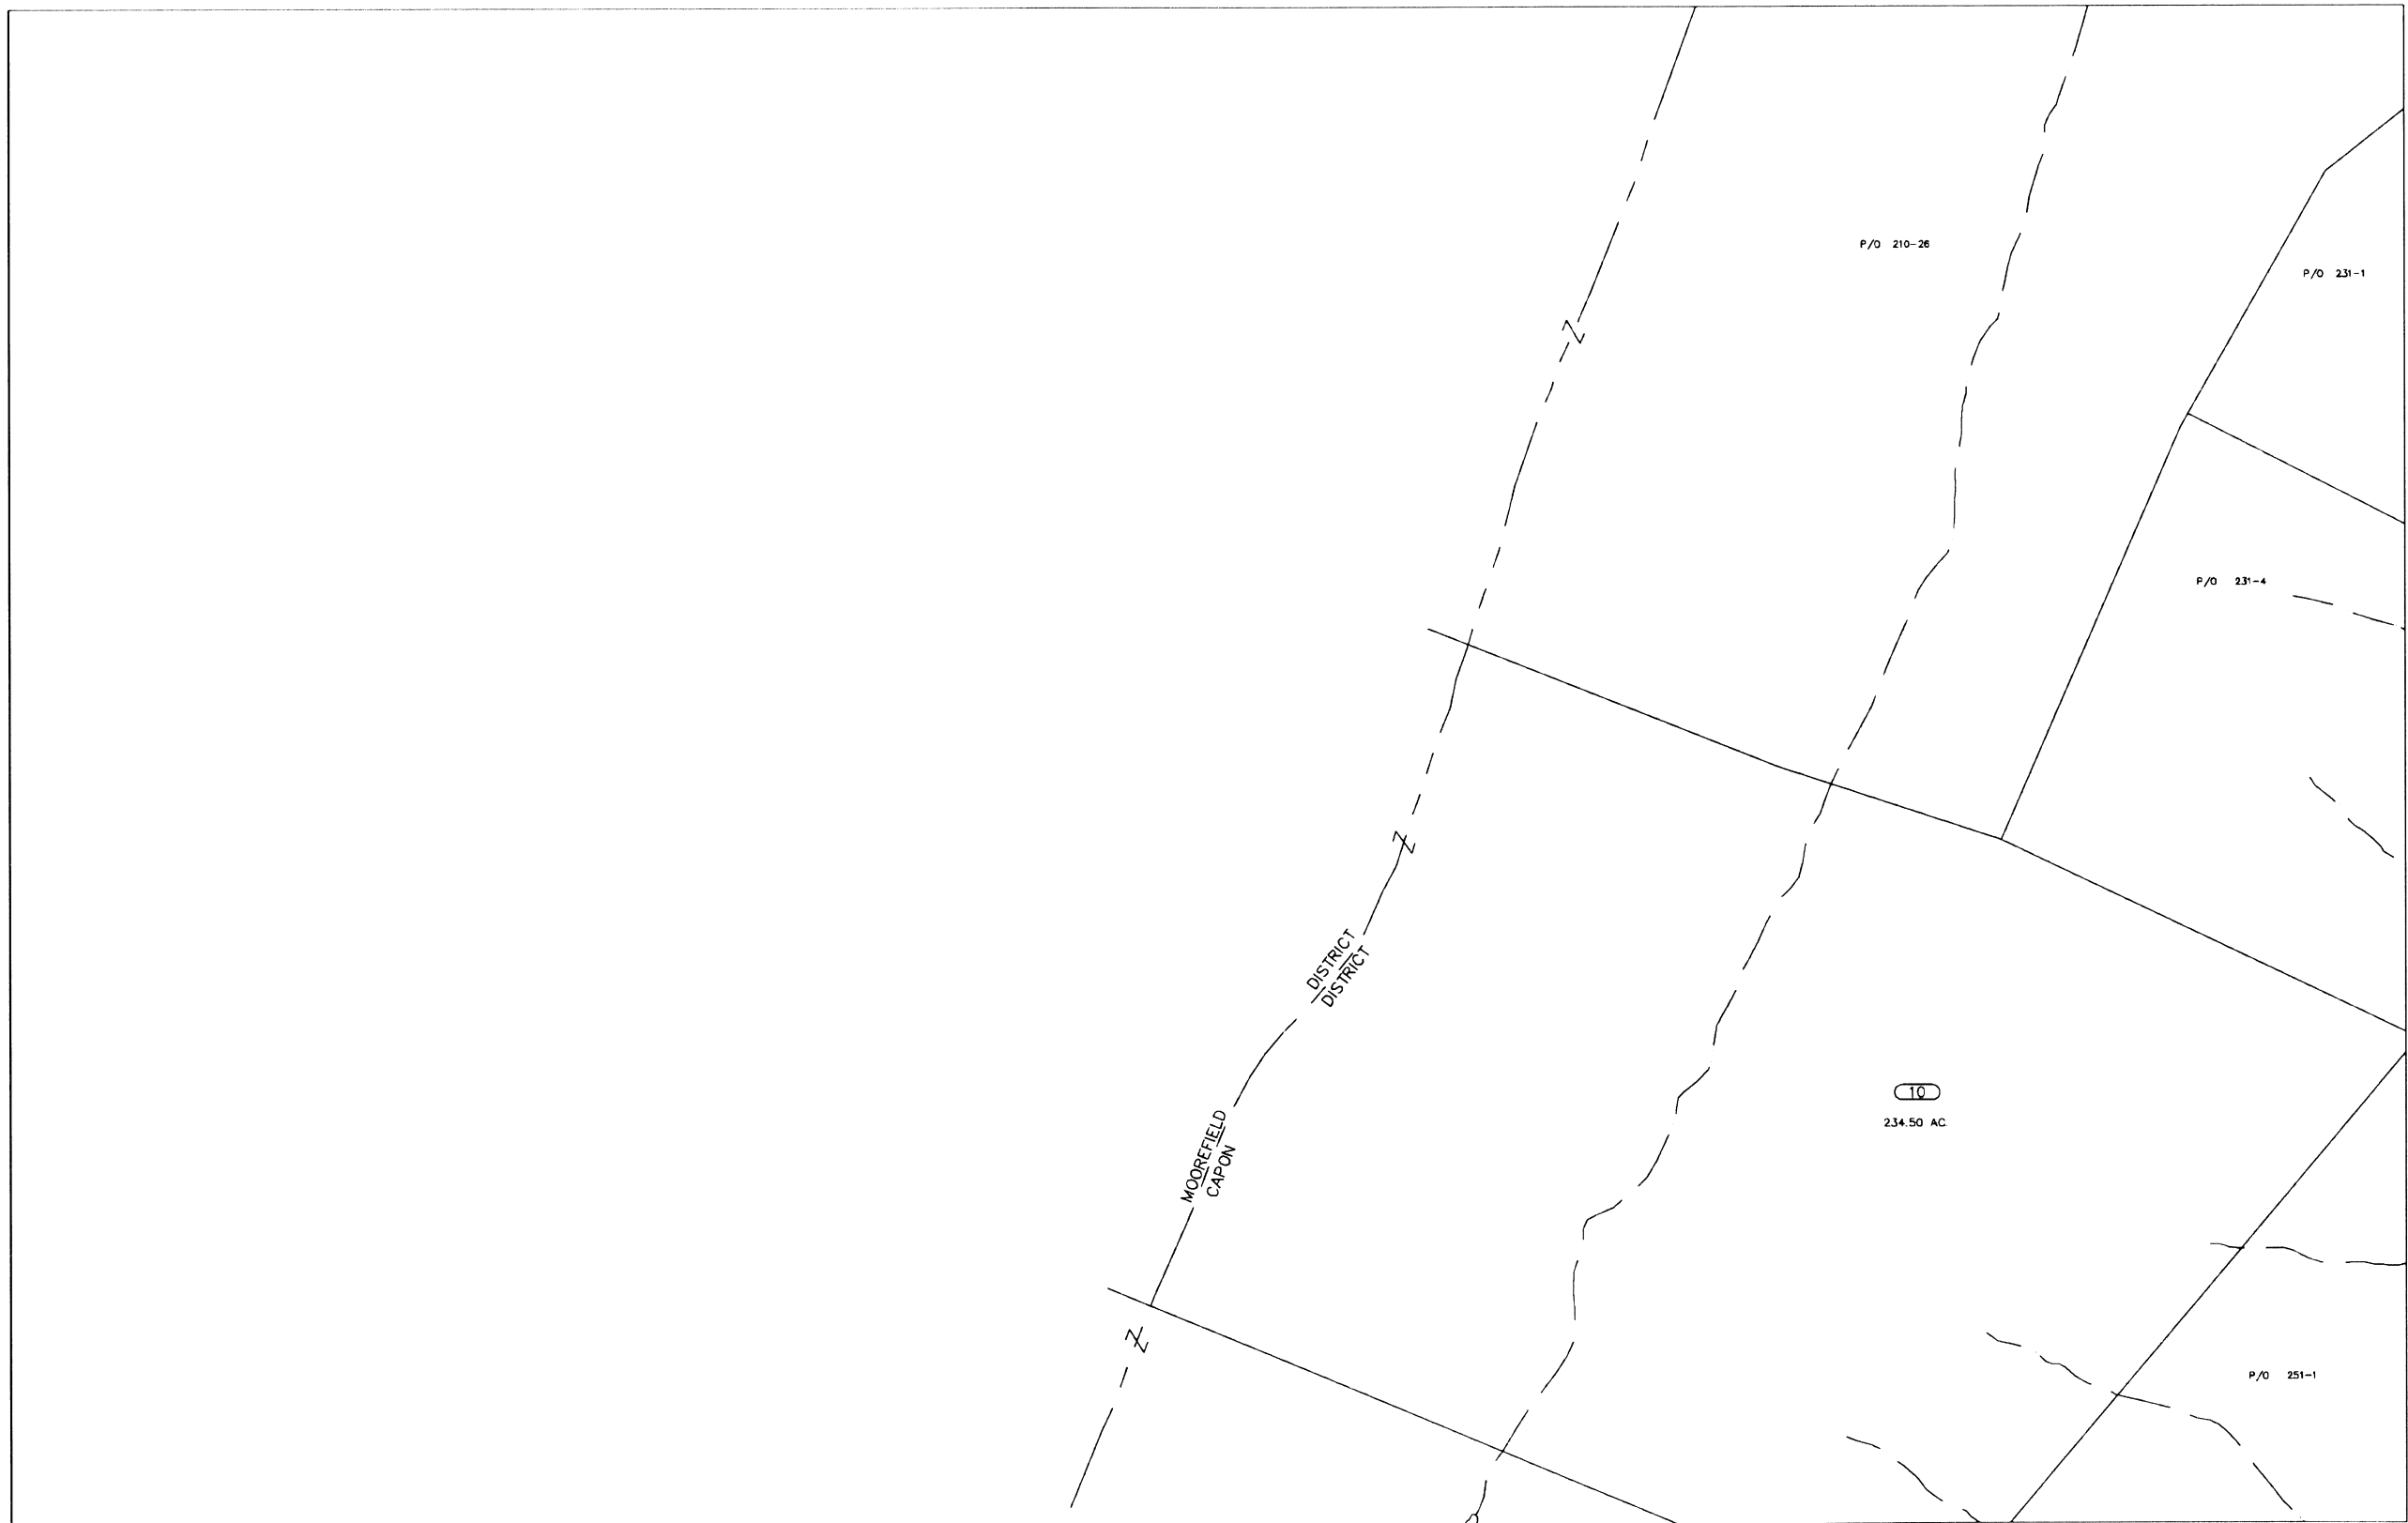 P/O 210-26
P/O 231-1
P/O 231-4
DISTRICT
DISTRICT
10
234.50 AC.
MOOREFIELD
CAPON
P/O 251-1